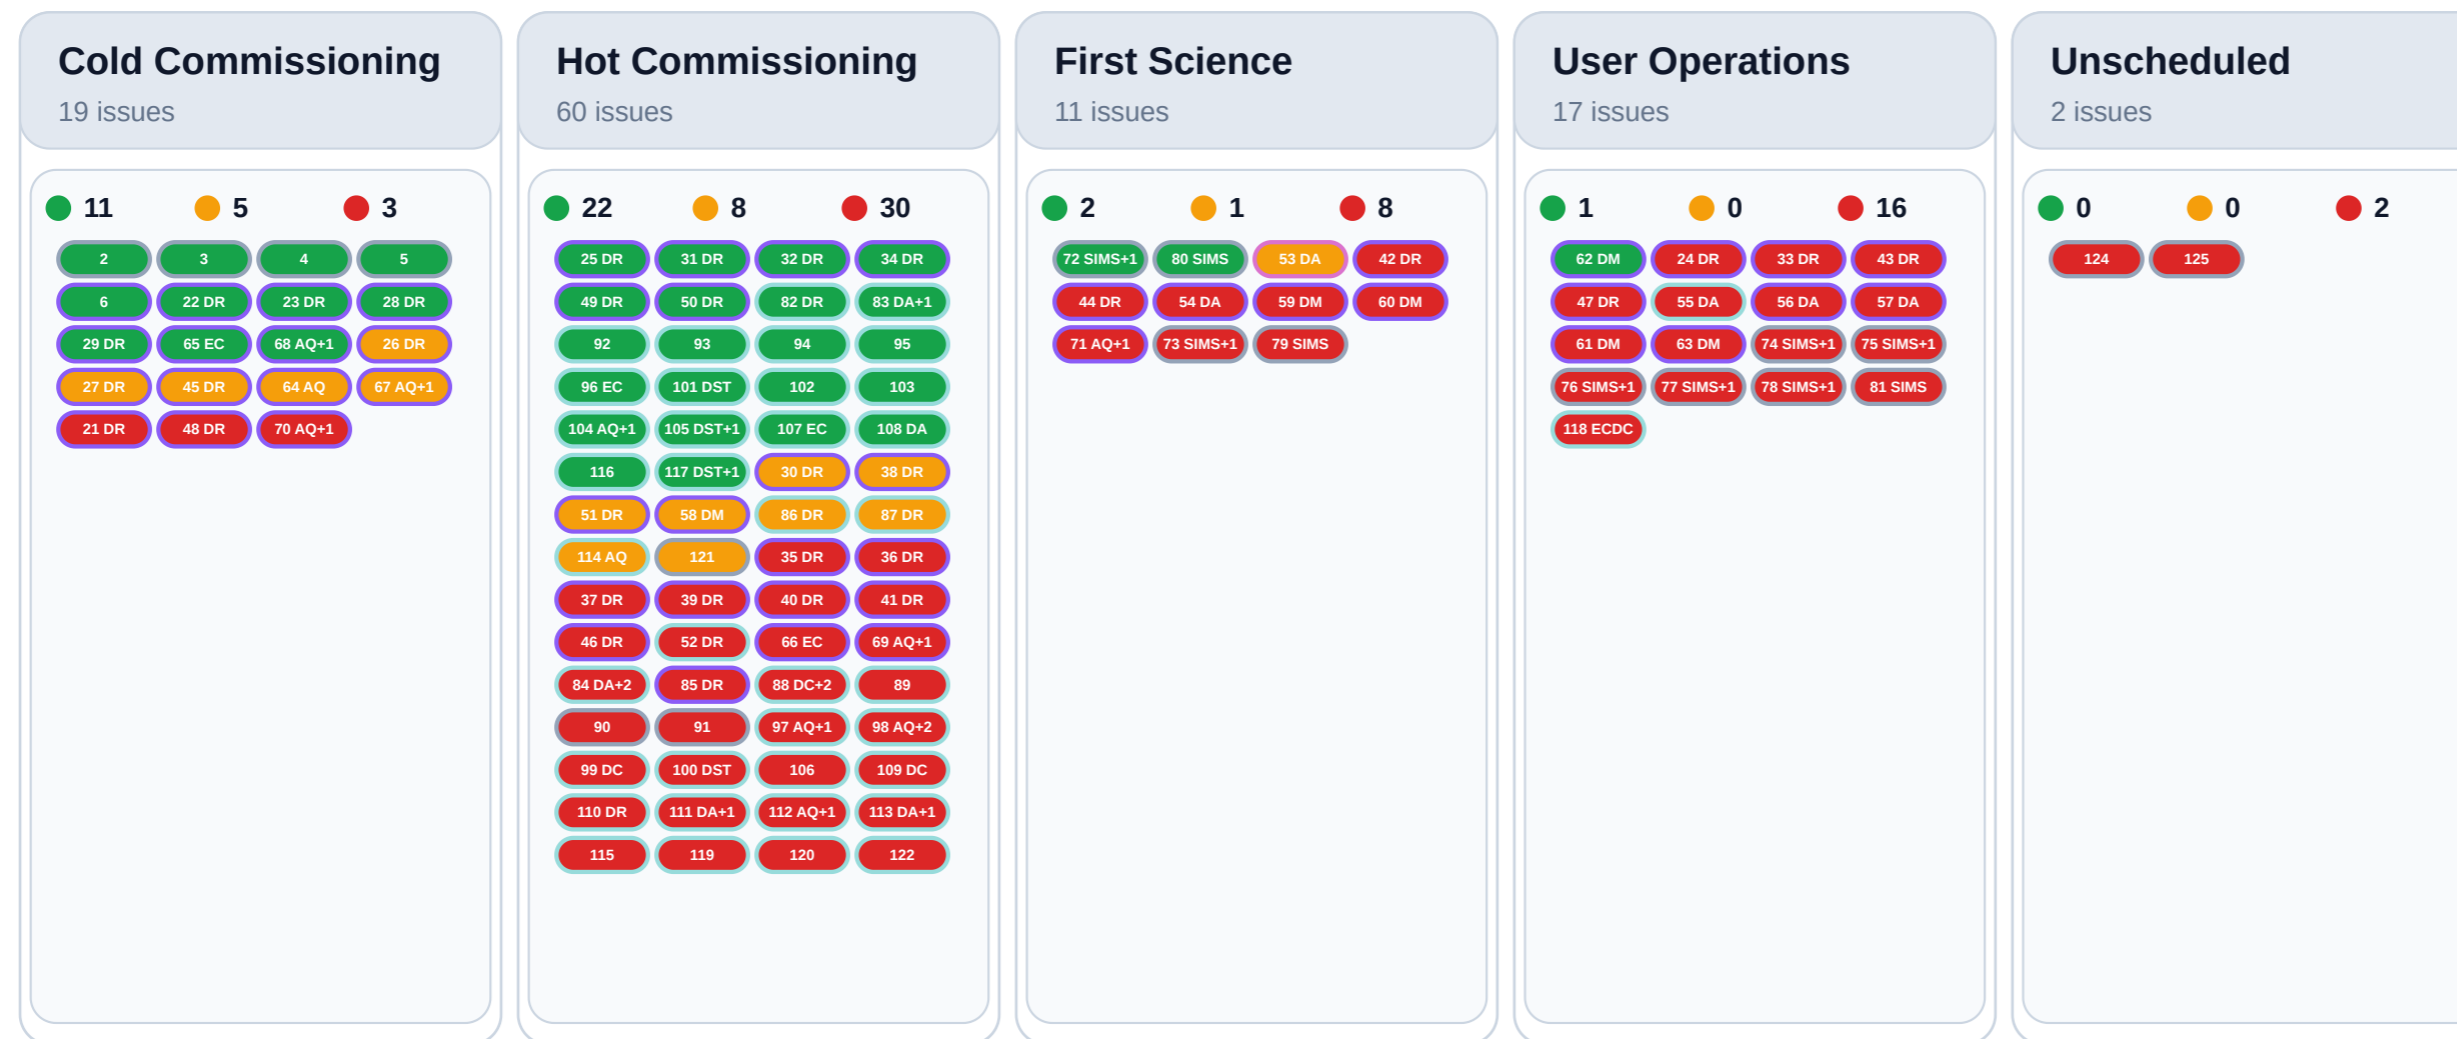 Cold Commissioning
19 issues
11 5 3
2 3 4 5
6 22 DR 23 DR 28 DR
29 DR 65 EC 68 AQ+1 26 DR
27 DR 45 DR 64 AQ 67 AQ+1
21 DR 48 DR 70 AQ+1
Hot Commissioning
60 issues
22 8 30
25 DR 31 DR 32 DR 34 DR
49 DR 50 DR 82 DR 83 DA+1
92 93 94 95
96 EC 101 DST 102 103
104 AQ+1 105 DST+1 107 EC 108 DA
116 117 DST+1 30 DR 38 DR
51 DR 58 DM 86 DR 87 DR
114 AQ 121 35 DR 36 DR
37 DR 39 DR 40 DR 41 DR
46 DR 52 DR 66 EC 69 AQ+1
84 DA+2 85 DR 88 DC+2 89
90 91 97 AQ+1 98 AQ+2
99 DC 100 DST 106 109 DC
110 DR 111 DA+1 112 AQ+1 113 DA+1
115 119 120 122
First Science
11 issues
2 1 8
72 SIMS+1 80 SIMS 53 DA 42 DR
44 DR 54 DA 59 DM 60 DM
71 AQ+1 73 SIMS+1 79 SIMS
User Operations
17 issues
1 0 16
62 DM 24 DR 33 DR 43 DR
47 DR 55 DA 56 DA 57 DA
61 DM 63 DM 74 SIMS+1 75 SIMS+1
76 SIMS+1 77 SIMS+1 78 SIMS+1 81 SIMS
118 ECDC
Unscheduled
2 issues
0 0 2
124 125